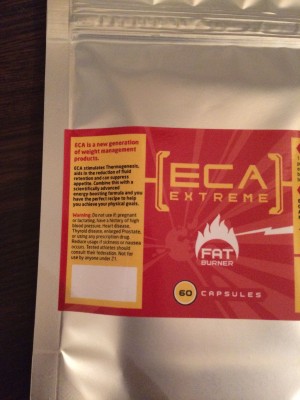 ECA is a new generation
of weight management
products.
ECA stimulates Thermogenesis,
aids in the reduction of fluid
retention and can suppress
appetite. Combine this with a
scientifically advanced
energy boosting formula and you
have the perfect recipe to help
you achieve your physical goals.
Warning: Do not use if; pregnant
or lactating, have a history of high
blood pressure, Heart disease,
Thyroid disease, enlarged Prostate,
or using any prescription drug.
Reduce usage if sickness or nausea
occurs. Tested athletes should
consult their federation. Not for
use by anyone under 21.
ECA
EXTREME
FAT
BURNER
60 CAPSULES